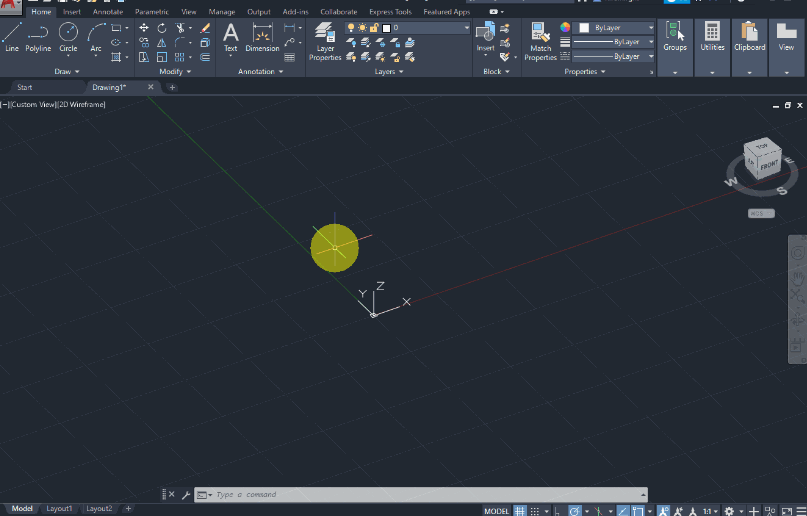 Home Insert Annotate Parametric View Manage Output Add-ins Collaborate Express Tools Featured Apps
Line Polyline Circle Arc
Text Dimension
Layer Properties
0
Insert
Match Properties
ByLayer
ByLayer
ByLayer
Groups Utilities Clipboard View
Draw Modify Annotation Layers Block Properties
Start Drawing1* +
[−][Custom View][2D Wireframe]
TOP
FRONT
W S E
Z
Y
X
Type a command
Model Layout1 Layout2 +
MODEL 1:1